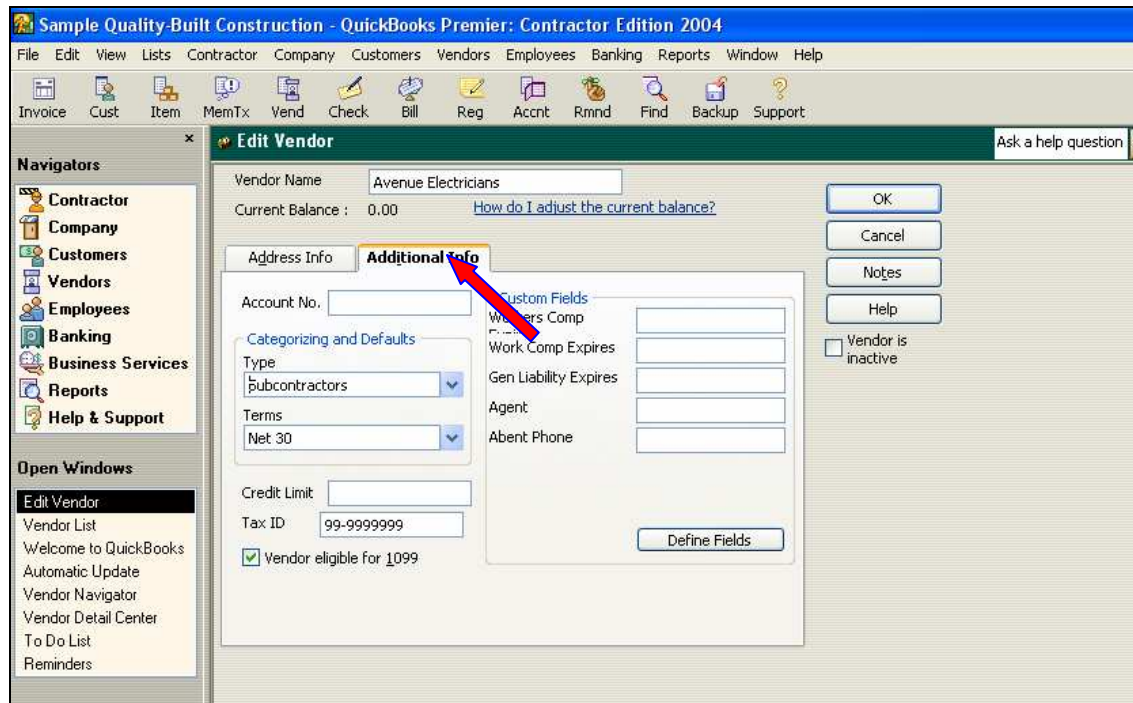 Sample Quality-Built Construction - QuickBooks Premier: Contractor Edition 2004
File Edit View Lists Contractor Company Customers Vendors Employees Banking Reports Window Help
Invoice Cust Item MemTx Vend Check Bill Reg Accnt Rmnd Find Backup Support
Edit Vendor
Ask a help question
Navigators
Contractor
Company
Customers
Vendors
Employees
Banking
Business Services
Reports
Help & Support
Open Windows
Edit Vendor
Vendor List
Welcome to QuickBooks
Automatic Update
Vendor Navigator
Vendor Detail Center
To Do List
Reminders
Vendor Name Avenue Electricians
Current Balance : 0.00 How do I adjust the current balance?
Address Info Additional Info
Account No.
Categorizing and Defaults
Type
Subcontractors
Terms
Net 30
Credit Limit
Tax ID 99-9999999
Vendor eligible for 1099
Custom Fields
Workers Comp
Work Comp Expires
Gen Liability Expires
Agent
Abent Phone
Define Fields
OK
Cancel
Notes
Help
Vendor is
inactive